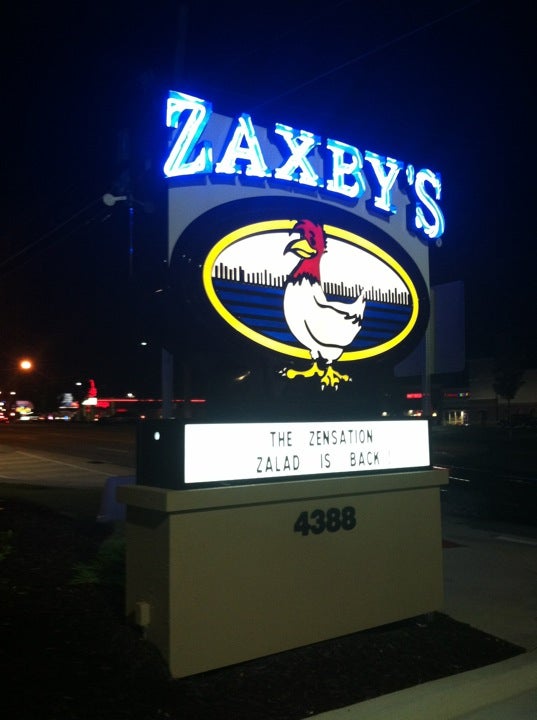 ZAXBY'S
THE ZENSATION
ZALAD IS BACK!
4388